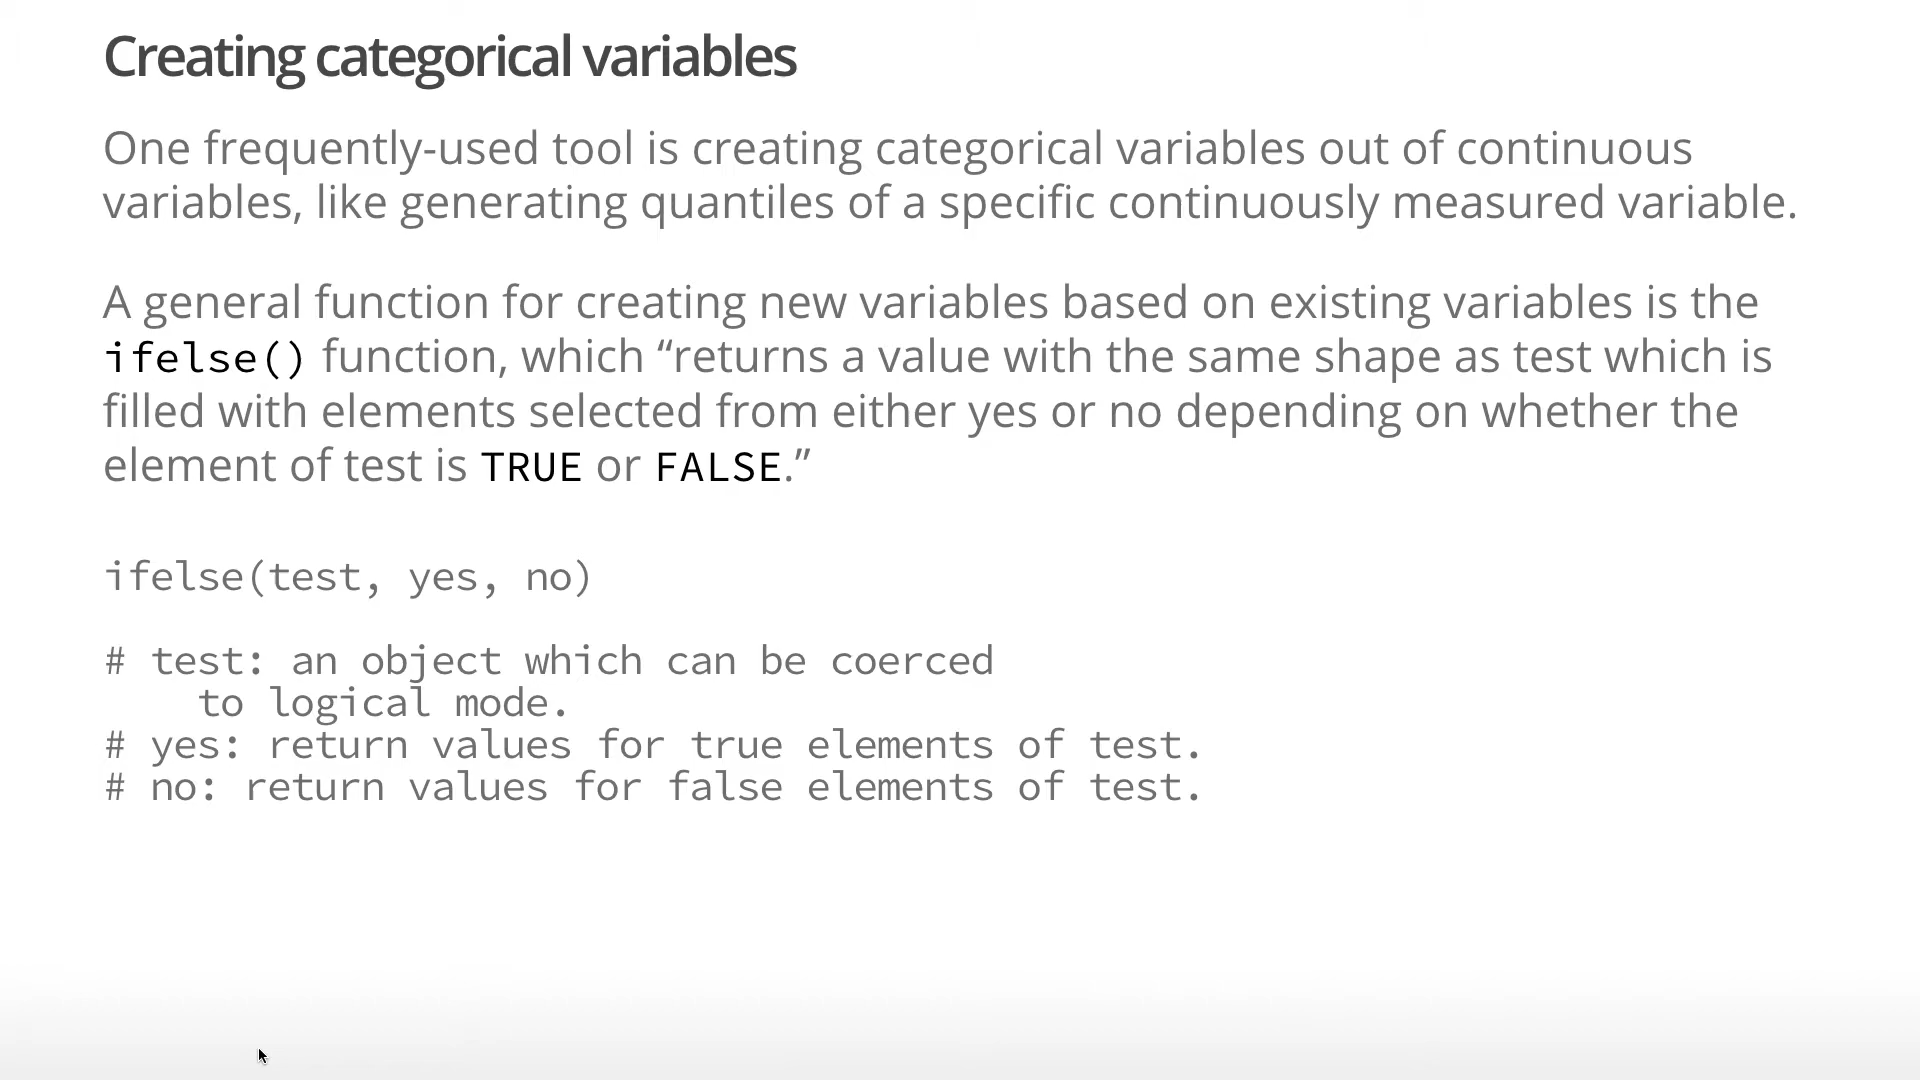 Creating categorical variables
One frequently-used tool is creating categorical variables out of continuous
variables, like generating quantiles of a specific continuously measured variable.
A general function for creating new variables based on existing variables is the
ifelse() function, which “returns a value with the same shape as test which is
filled with elements selected from either yes or no depending on whether the
element of test is TRUE or FALSE.”
ifelse(test, yes, no)
# test: an object which can be coerced
to logical mode.
# yes: return values for true elements of test.
# no: return values for false elements of test.